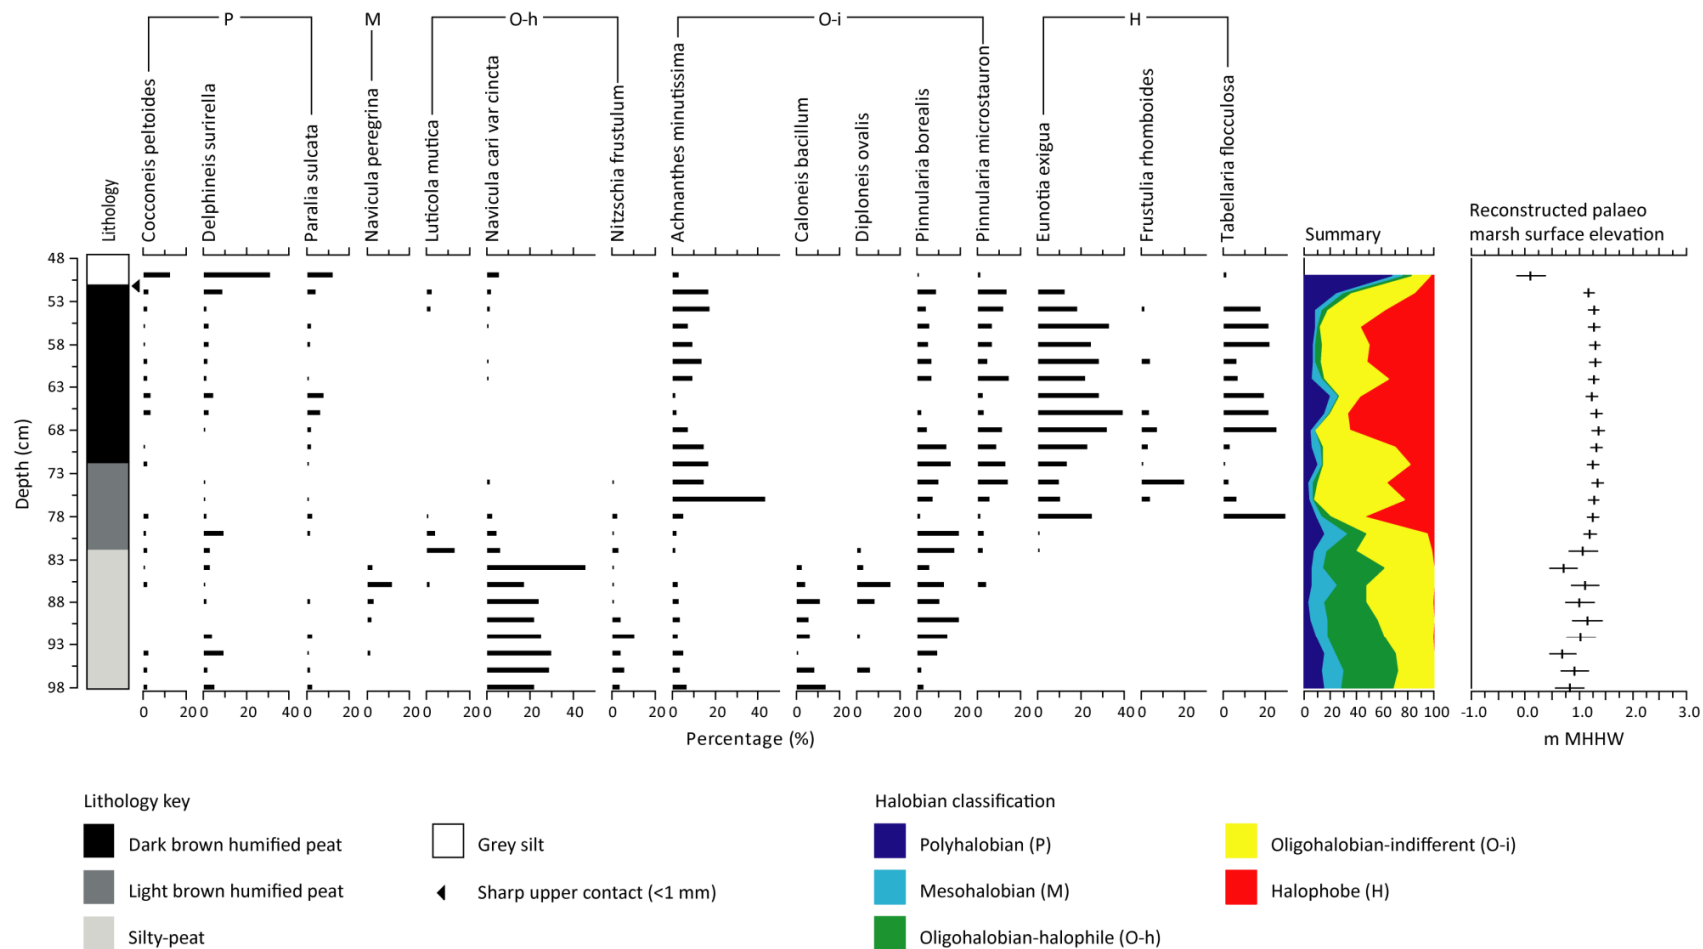 P M O-h O-i H
Lithology
Cocconeis peltoides
Delphineis surirella
Paralia sulcata
Navicula peregrina
Luticola mutica
Navicula cari var cincta
Nitzschia frustulum
Achnanthes minutissima
Caloneis bacillum
Diploneis ovalis
Pinnularia borealis
Pinnularia microstauron
Eunotia exigua
Frustulia rhomboides
Tabellaria flocculosa
Summary
Reconstructed palaeo
marsh surface elevation
Depth (cm)
48
53
58
63
68
73
78
83
88
93
98
0 20 0 20 40 0 20 0 20 0 20 0 20 40 0 20 0 20 40 0 20 0 20 0 20 0 20 0 20 40 0 20 0 20 0 20 40 60 80 100 -1.0 0.0 1.0 2.0 3.0
Percentage (%)
m MHHW
Lithology key
Dark brown humified peat
Light brown humified peat
Silty-peat
Grey silt
Sharp upper contact (<1 mm)
Halobian classification
Polyhalobian (P)
Mesohalobian (M)
Oligohalobian-halophile (O-h)
Oligohalobian-indifferent (O-i)
Halophobe (H)